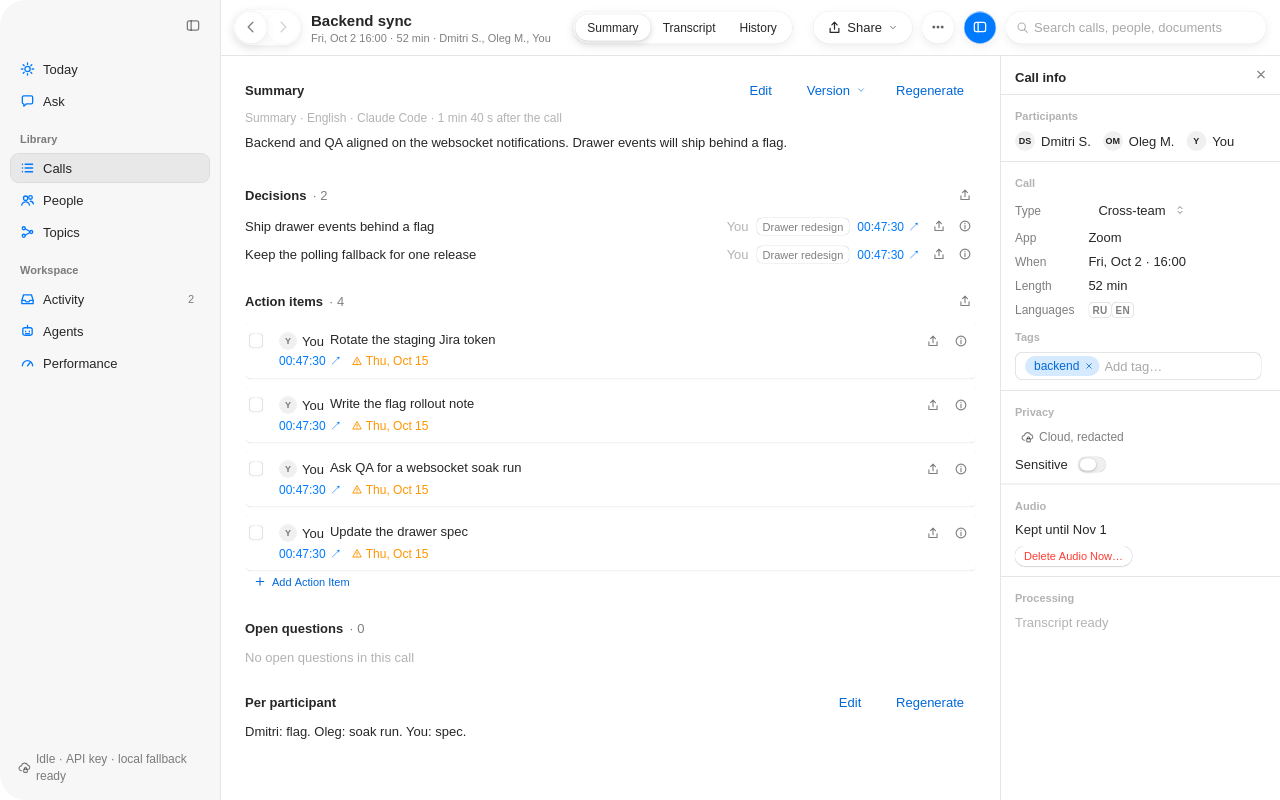 Backend sync
Fri, Oct 2 16:00 · 52 min · Dmitri S., Oleg M., You
Summary
Transcript
History
Share
Search calls, people, documents
Today
Ask
Library
Calls
People
Topics
Workspace
Activity 2
Agents
Performance
Idle · API key · local fallback
ready
Summary
Edit
Version
Regenerate
Summary · English · Claude Code · 1 min 40 s after the call
Backend and QA aligned on the websocket notifications. Drawer events will ship behind a flag.
Decisions · 2
Ship drawer events behind a flag You Drawer redesign 00:47:30
Keep the polling fallback for one release You Drawer redesign 00:47:30
Action items · 4
Y You Rotate the staging Jira token
00:47:30 Thu, Oct 15
Y You Write the flag rollout note
00:47:30 Thu, Oct 15
Y You Ask QA for a websocket soak run
00:47:30 Thu, Oct 15
Y You Update the drawer spec
00:47:30 Thu, Oct 15
Add Action Item
Open questions · 0
No open questions in this call
Per participant
Edit
Regenerate
Dmitri: flag. Oleg: soak run. You: spec.
Call info
Participants
DS Dmitri S. OM Oleg M. Y You
Call
Type Cross-team
App Zoom
When Fri, Oct 2 · 16:00
Length 52 min
Languages RU EN
Tags
backend Add tag…
Privacy
Cloud, redacted
Sensitive
Audio
Kept until Nov 1
Delete Audio Now…
Processing
Transcript ready